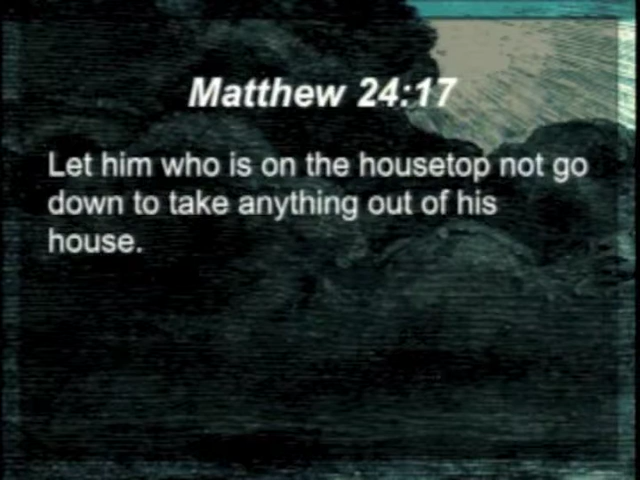 Matthew 24:17
Let him who is on the housetop not go
down to take anything out of his
house.